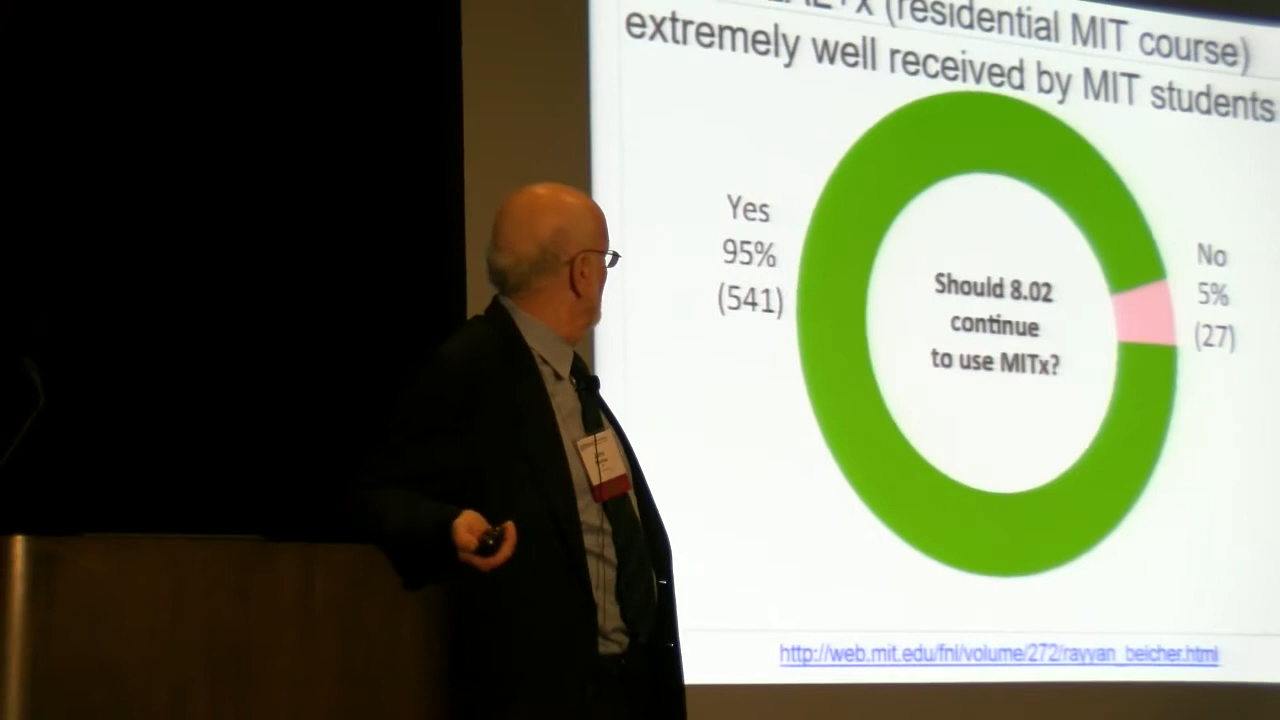 (residential MIT course)
extremely well received by MIT students
Yes
95%
(541)
Should 8.02
continue
to use MITx?
No
5%
(27)
http://web.mit.edu/fnl/volume/272/rayyan_belcher.html